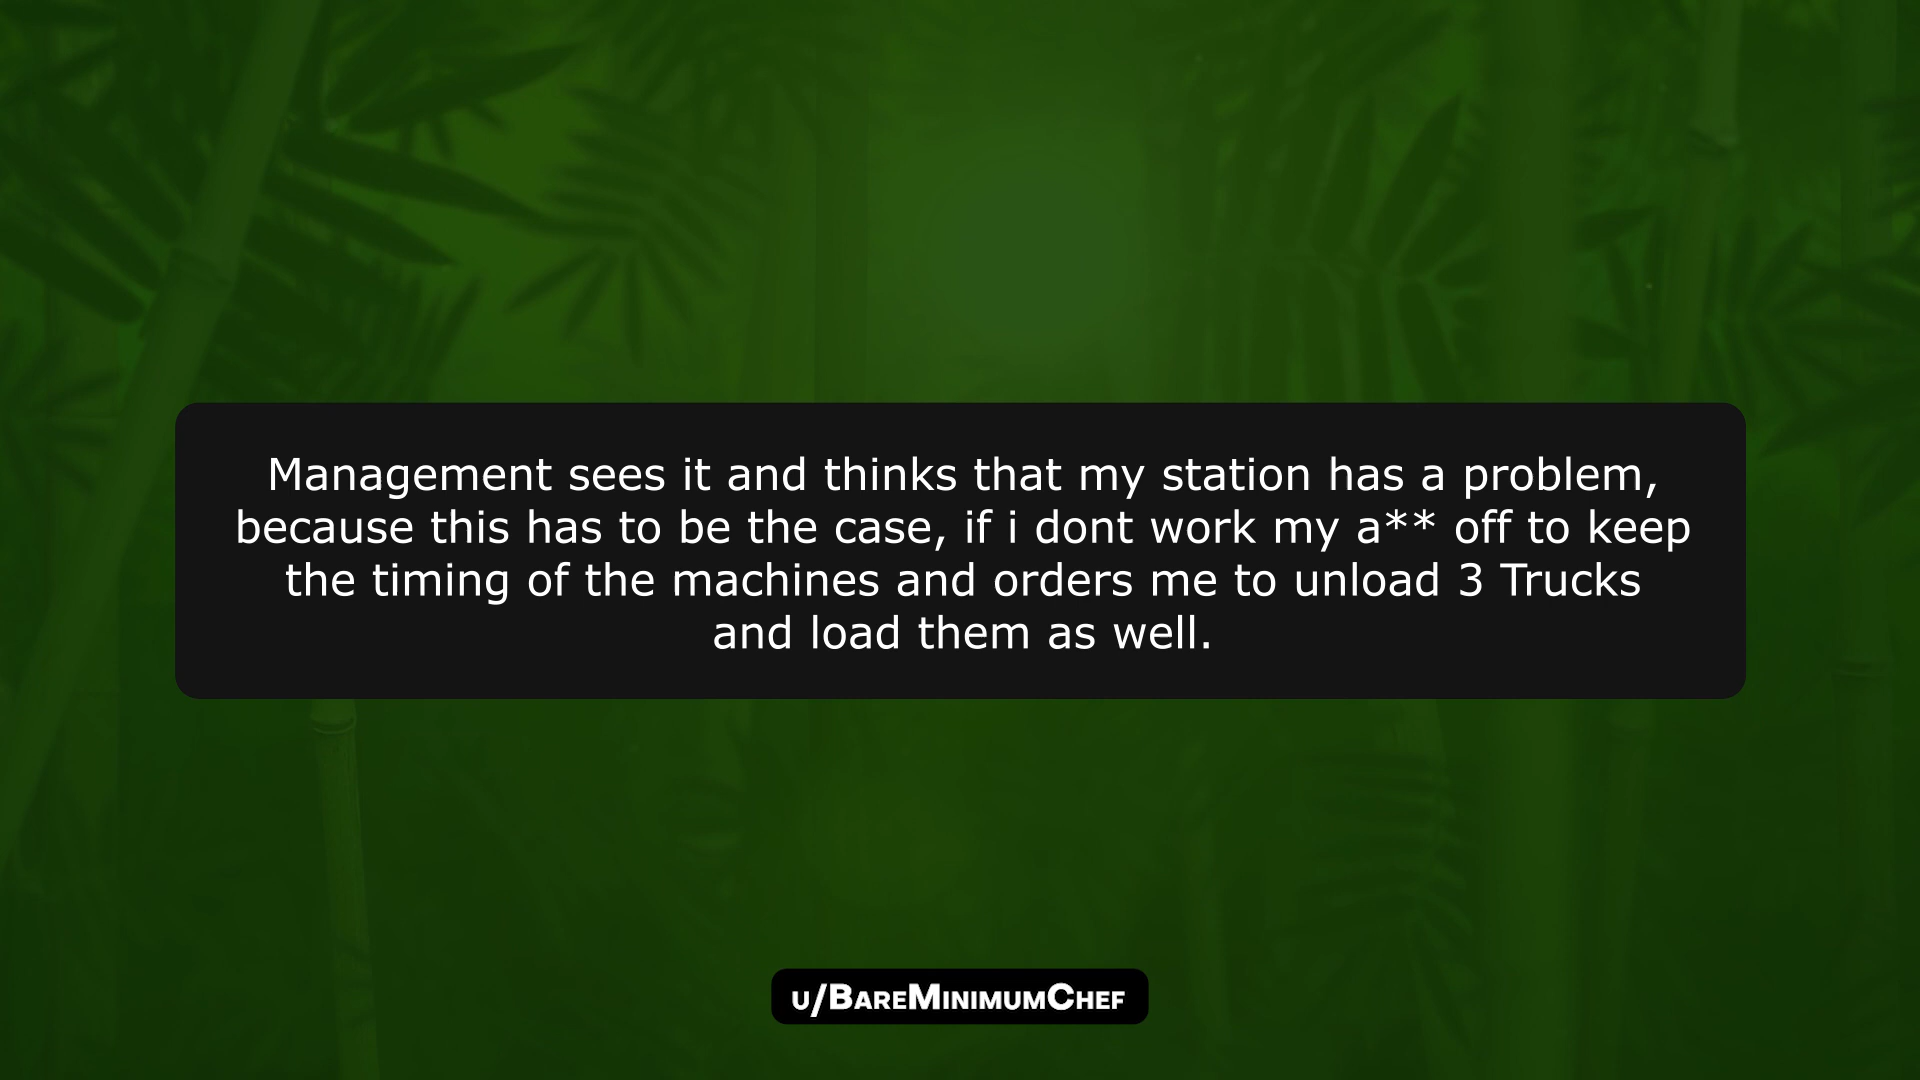 Management sees it and thinks that my station has a problem,
because this has to be the case, if i dont work my a** off to keep
the timing of the machines and orders me to unload 3 Trucks
and load them as well.
u/BareMinimumChef